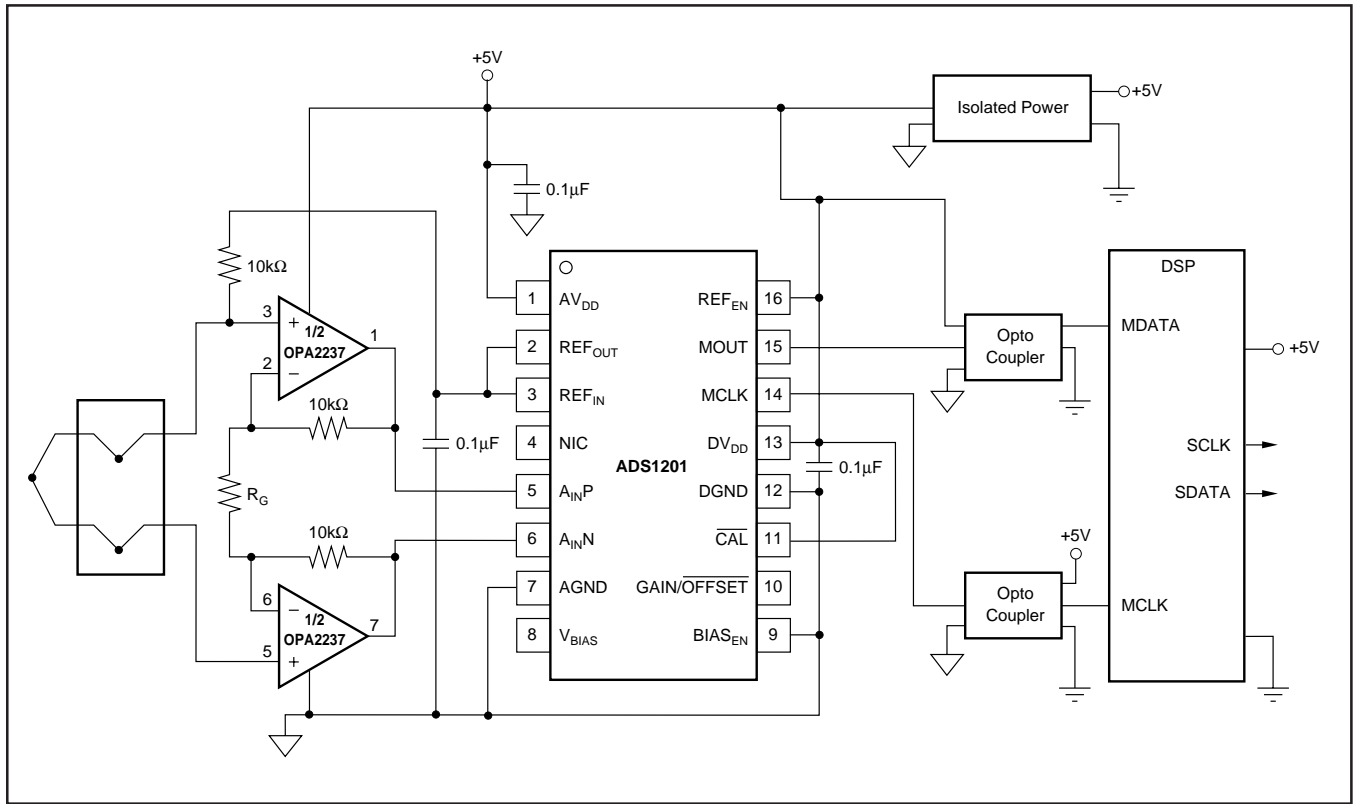 +5V
Isolated Power
+5V
0.1µF
10kΩ
3
+
1/2
OPA2237
1
2
−
10kΩ
RG
10kΩ
6
−
1/2
OPA2237
7
5
+
0.1µF
ADS1201
1 AVDD
2 REFOUT
3 REFIN
4 NIC
5 AINP
6 AINN
7 AGND
8 VBIAS
REFEN 16
MOUT 15
MCLK 14
DVDD 13
DGND 12
CAL 11
GAIN/OFFSET 10
BIASEN 9
0.1µF
Opto
Coupler
+5V
Opto
Coupler
DSP
MDATA
+5V
SCLK
SDATA
MCLK